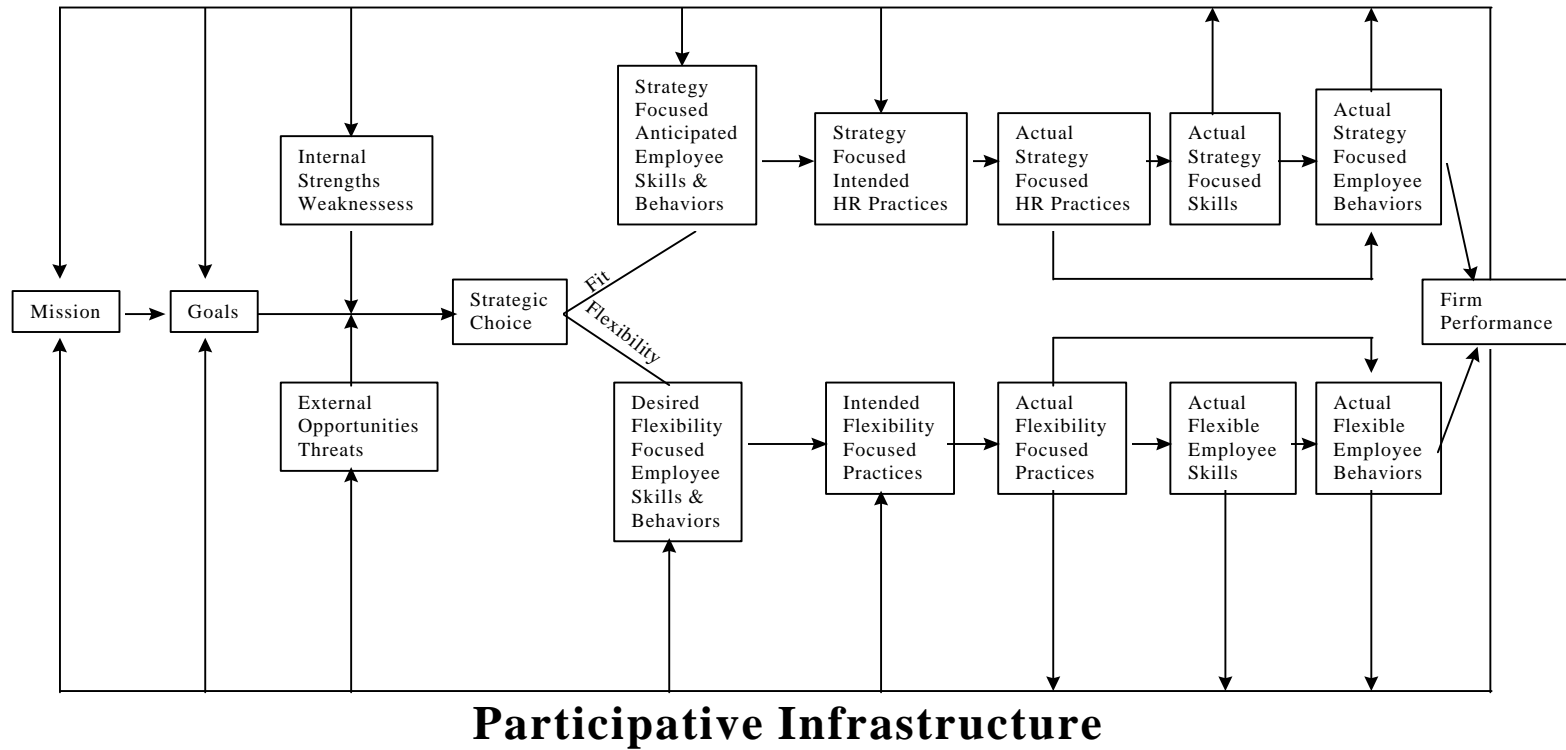 Strategy
Focused
Anticipated
Employee
Skills &
Behaviors
Strategy
Focused
Intended
HR Practices
Actual
Strategy
Focused
HR Practices
Actual
Strategy
Focused
Skills
Actual
Strategy
Focused
Employee
Behaviors
Internal
Strengths
Weaknessess
Mission
Goals
Strategic
Choice
Fit
Flexibility
Firm
Performance
External
Opportunities
Threats
Desired
Flexibility
Focused
Employee
Skills &
Behaviors
Intended
Flexibility
Focused
Practices
Actual
Flexibility
Focused
Practices
Actual
Flexible
Employee
Skills
Actual
Flexible
Employee
Behaviors
Participative Infrastructure